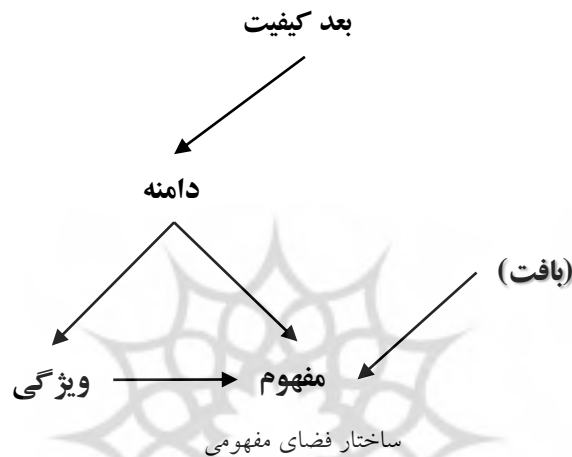 بعد کیفیت
دامنه
(بافت)
ویژگی
مفهوم
ساختار فضای مفهومی